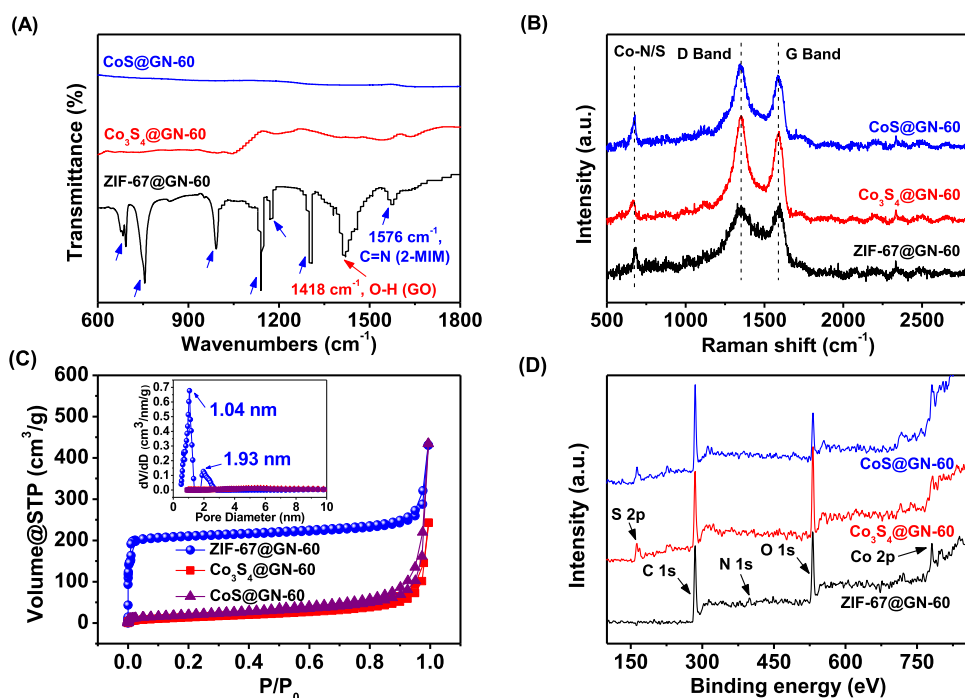 (A)
CoS@GN-60
Co₃S₄@GN-60
ZIF-67@GN-60
1576 cm⁻¹,
C=N (2-MIM)
1418 cm⁻¹, O-H (GO)
Transmittance (%)
600 800 1000 1200 1400 1600 1800
Wavenumbers (cm⁻¹)
(B)
Co-N/S
D Band
G Band
CoS@GN-60
Co₃S₄@GN-60
ZIF-67@GN-60
Intensity (a.u.)
500 1000 1500 2000 2500
Raman shift (cm⁻¹)
(C)
600
500
400
300
200
100
0
Volume@STP (cm³/g)
0.0 0.2 0.4 0.6 0.8 1.0
P/P₀
0.7
0.6
0.5
0.4
0.3
0.2
0.1
0.0
dV/dD (cm³/nm/g)
1.04 nm
1.93 nm
0 2 4 6 8 10
Pore Diameter (nm)
ZIF-67@GN-60
Co₃S₄@GN-60
CoS@GN-60
(D)
CoS@GN-60
S 2p
Co₃S₄@GN-60
C 1s
N 1s
O 1s
Co 2p
ZIF-67@GN-60
Intensity (a.u.)
150 300 450 600 750
Binding energy (eV)